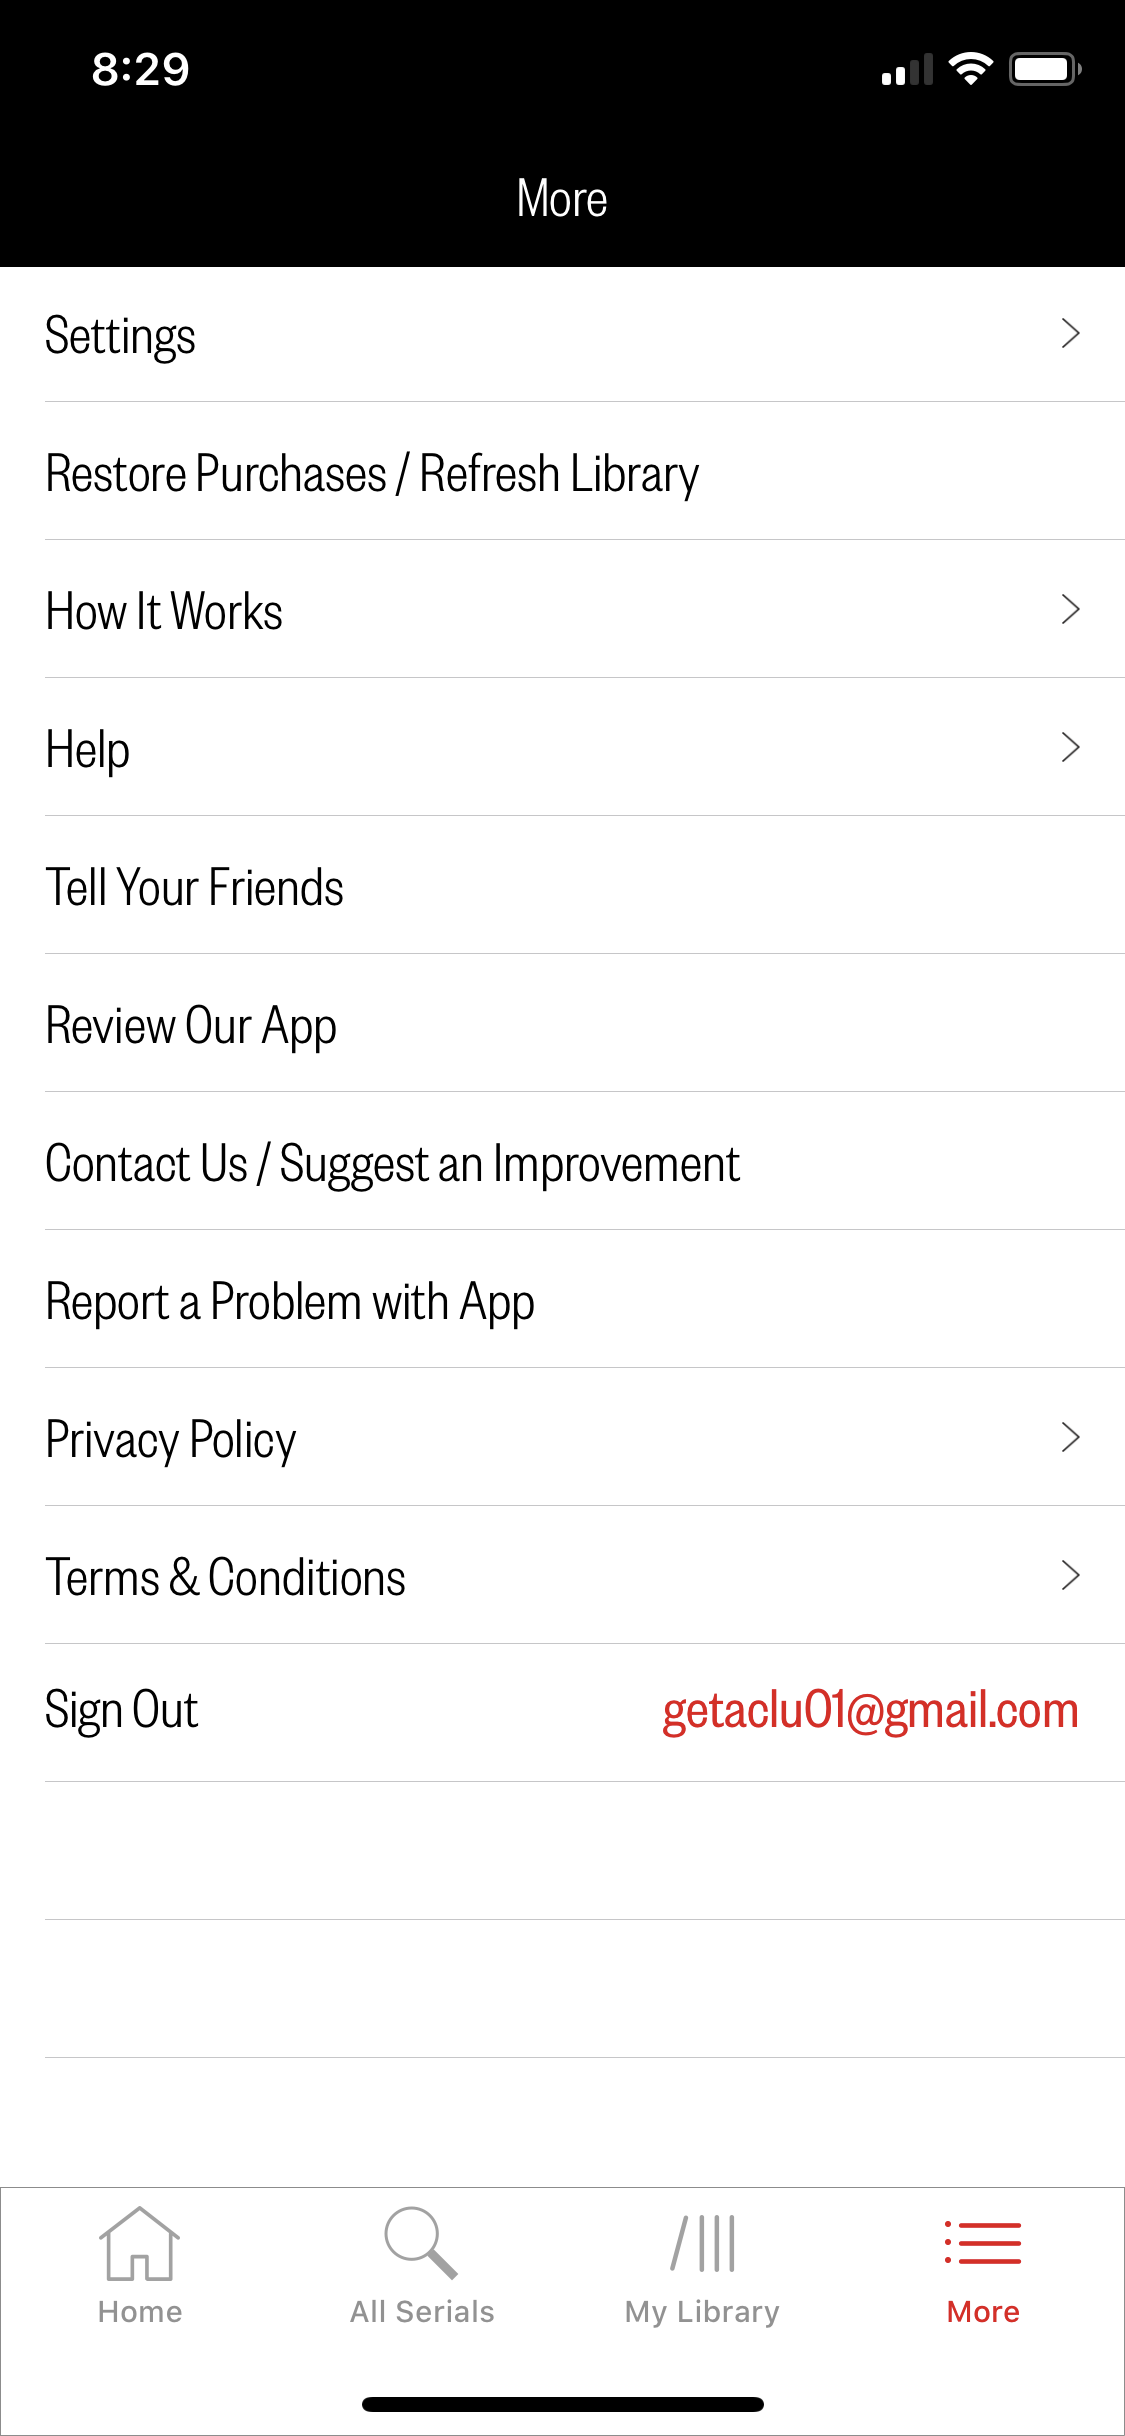 8:29
More
Settings
Restore Purchases / Refresh Library
How It Works
Help
Tell Your Friends
Review Our App
Contact Us / Suggest an Improvement
Report a Problem with App
Privacy Policy
Terms & Conditions
Sign Out getaclu01@gmail.com
Home All Serials My Library More